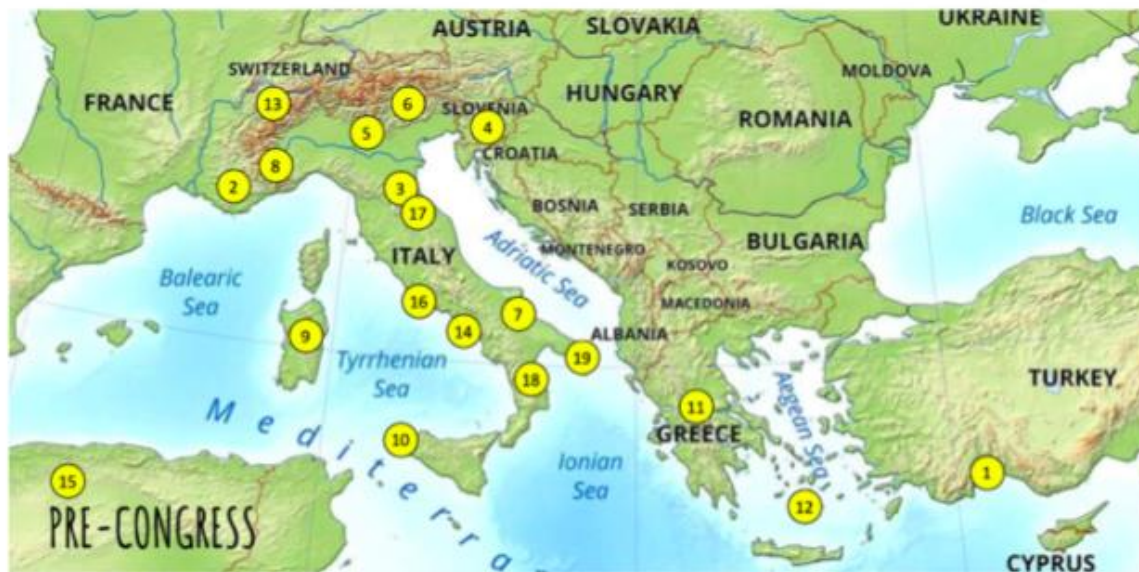 UKRAINE
AUSTRIA
SLOVAKIA
SWITZERLAND
MOLDOVA
FRANCE
13
6
SLOVENIA
HUNGARY
ROMANIA
5
4
CROATIA
8
2
3
17
BOSNIA
SERBIA
Black Sea
ITALY
Adriatic Sea
MONTENEGRO
BULGARIA
KOSOVO
Balearic
Sea
16
MACEDONIA
7
14
ALBANIA
9
19
Tyrrhenian
Sea
18
Aegean Sea
TURKEY
11
GREECE
Mediterran
10
Ionian
Sea
15
1
12
PRE-CONGRESS
CYPRUS